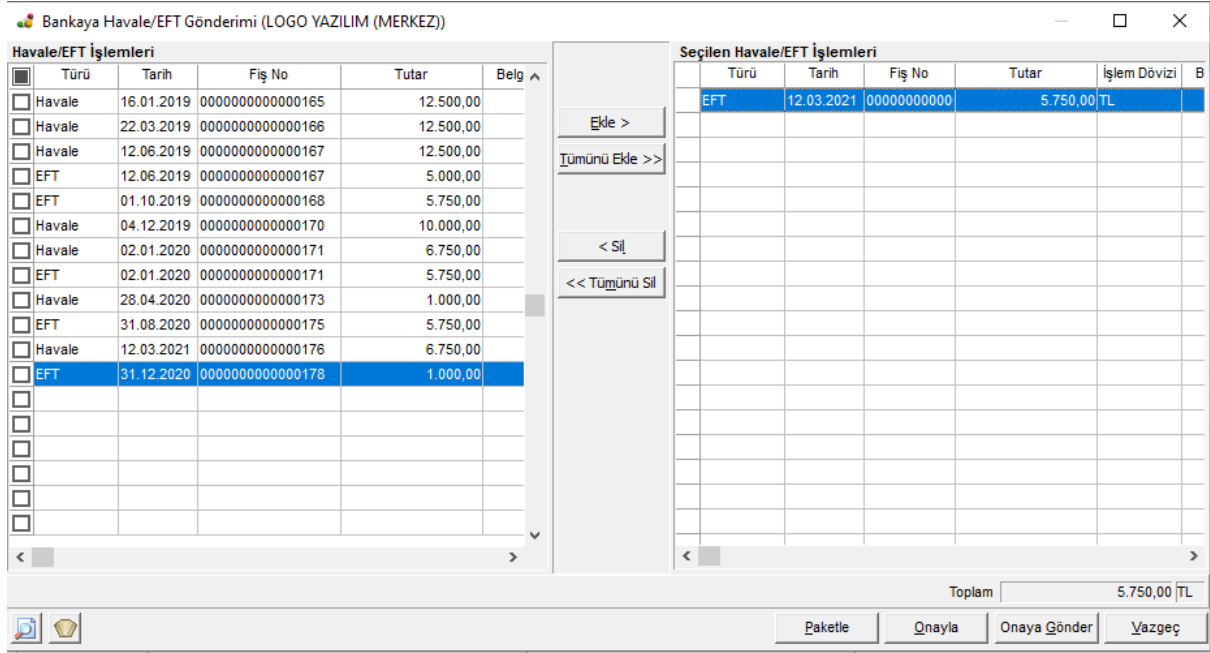 Bankaya Havale/EFT Gönderimi (LOGO YAZILIM (MERKEZ))
Havale/EFT İşlemleri
Türü Tarih Fiş No Tutar Belg
Havale 16.01.2019 0000000000000165 12.500,00
Havale 22.03.2019 0000000000000166 12.500,00
Havale 12.06.2019 0000000000000167 12.500,00
EFT 12.06.2019 0000000000000167 5.000,00
EFT 01.10.2019 0000000000000168 5.750,00
Havale 04.12.2019 0000000000000170 10.000,00
Havale 02.01.2020 0000000000000171 6.750,00
EFT 02.01.2020 0000000000000171 5.750,00
Havale 28.04.2020 0000000000000173 1.000,00
EFT 31.08.2020 0000000000000175 5.750,00
Havale 12.03.2021 0000000000000176 6.750,00
EFT 31.12.2020 0000000000000178 1.000,00
Ekle >
Tümünü Ekle >>
< Sil
<< Tümünü Sil
Seçilen Havale/EFT İşlemleri
Türü Tarih Fiş No Tutar İşlem Dövizi B
EFT 12.03.2021 00000000000 5.750,00 TL
Toplam 5.750,00 TL
Paketle Onayla Onaya Gönder Vazgeç